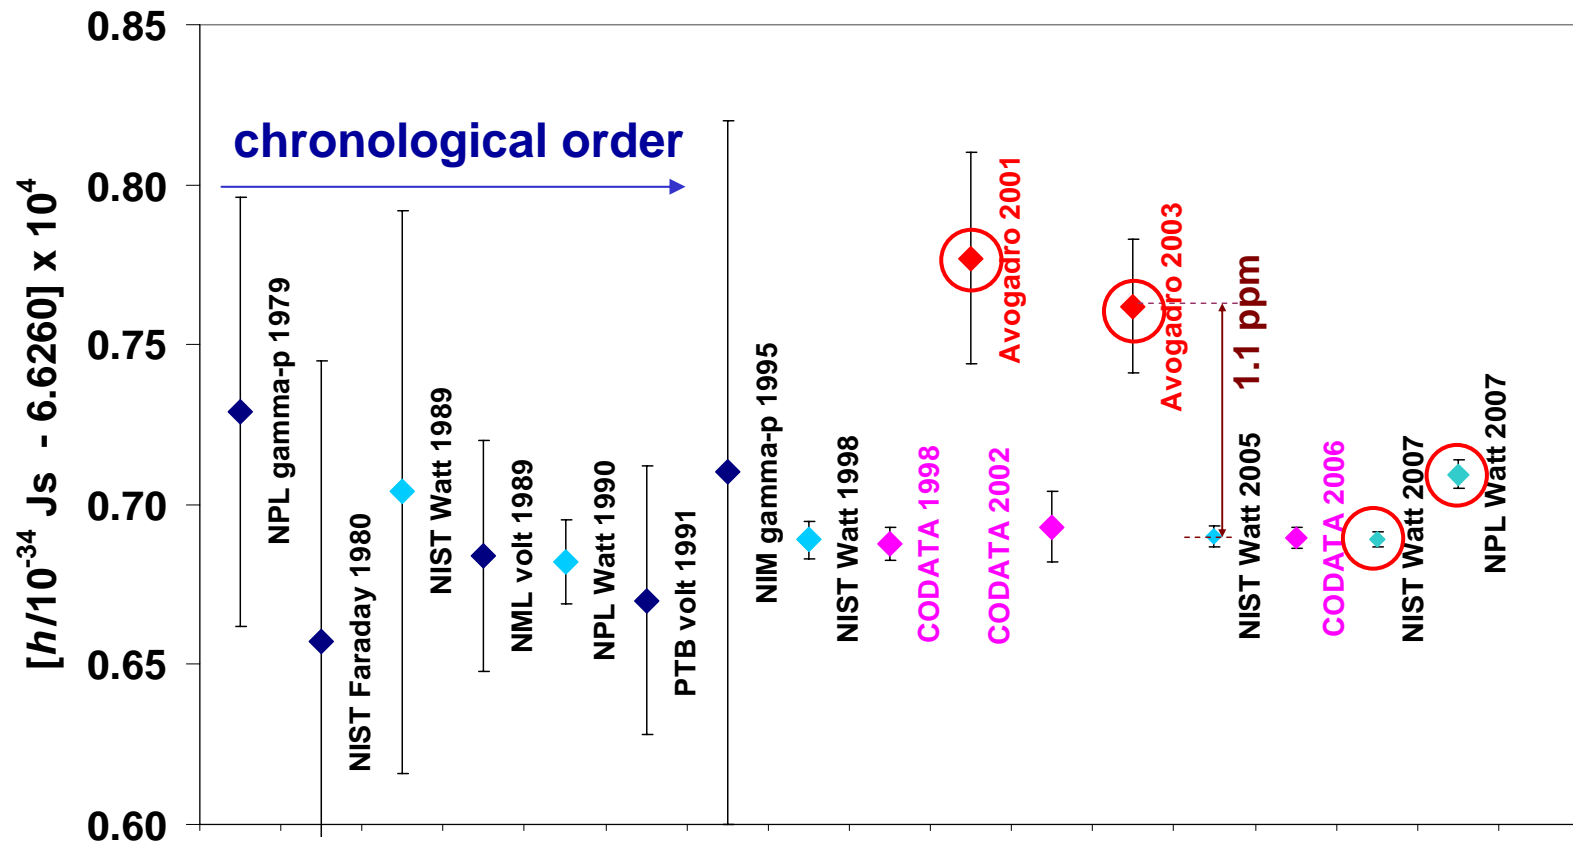 [h/10⁻³⁴ Js - 6.6260] x 10⁴
0.85
0.80
0.75
0.70
0.65
0.60
chronological order
NPL gamma-p 1979
NIST Faraday 1980
NIST Watt 1989
NML volt 1989
NPL Watt 1990
PTB volt 1991
NIM gamma-p 1995
NIST Watt 1998
CODATA 1998
Avogadro 2001
CODATA 2002
Avogadro 2003
1.1 ppm
NIST Watt 2005
CODATA 2006
NIST Watt 2007
NPL Watt 2007